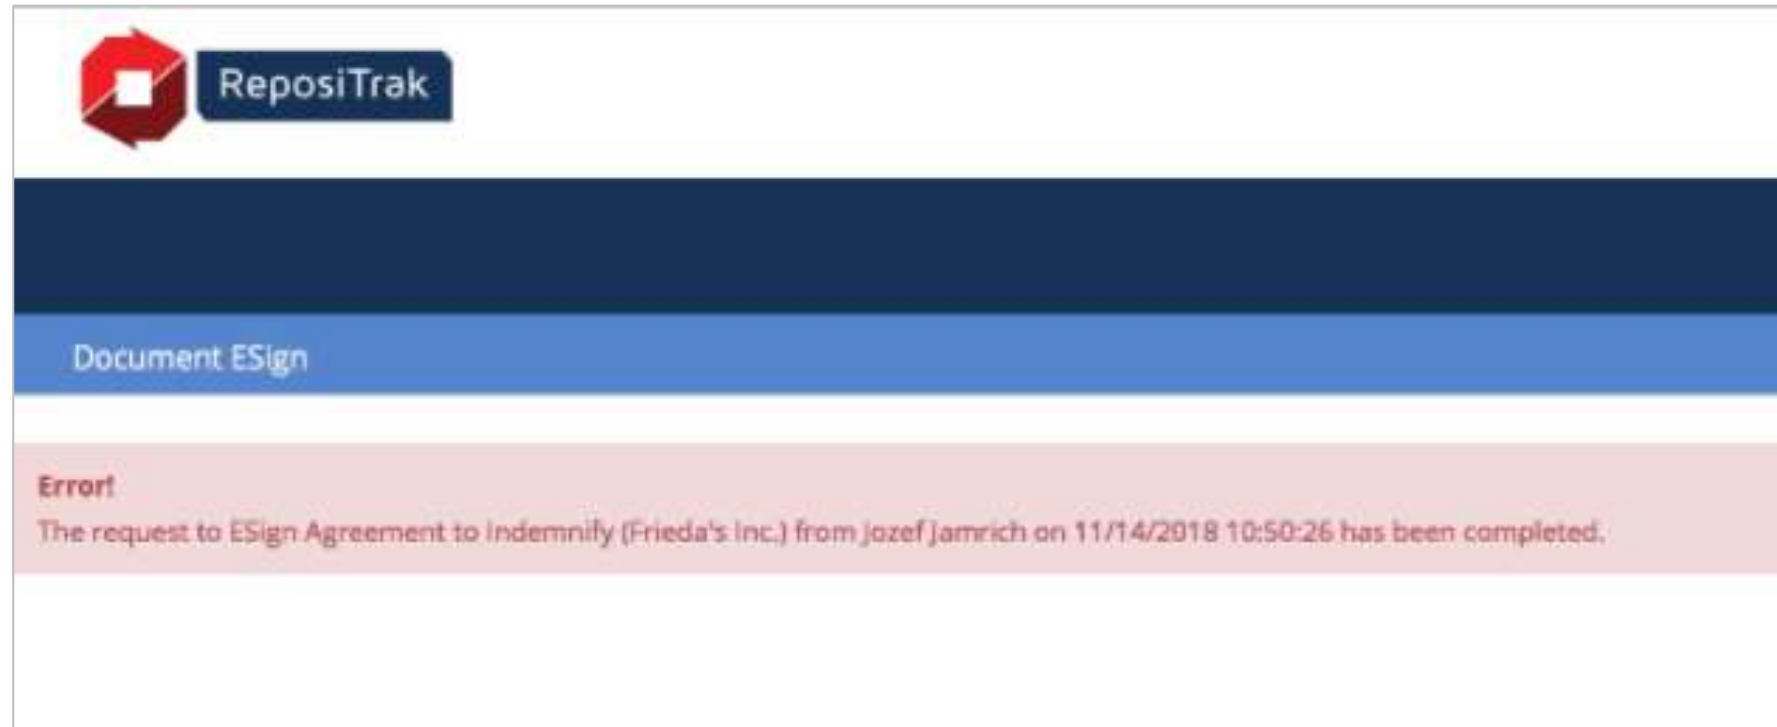 ReposiTrak
Document ESign
Error!
The request to ESign Agreement to Indemnify (Frieda's Inc.) from Jozef Jamrich on 11/14/2018 10:50:26 has been completed.